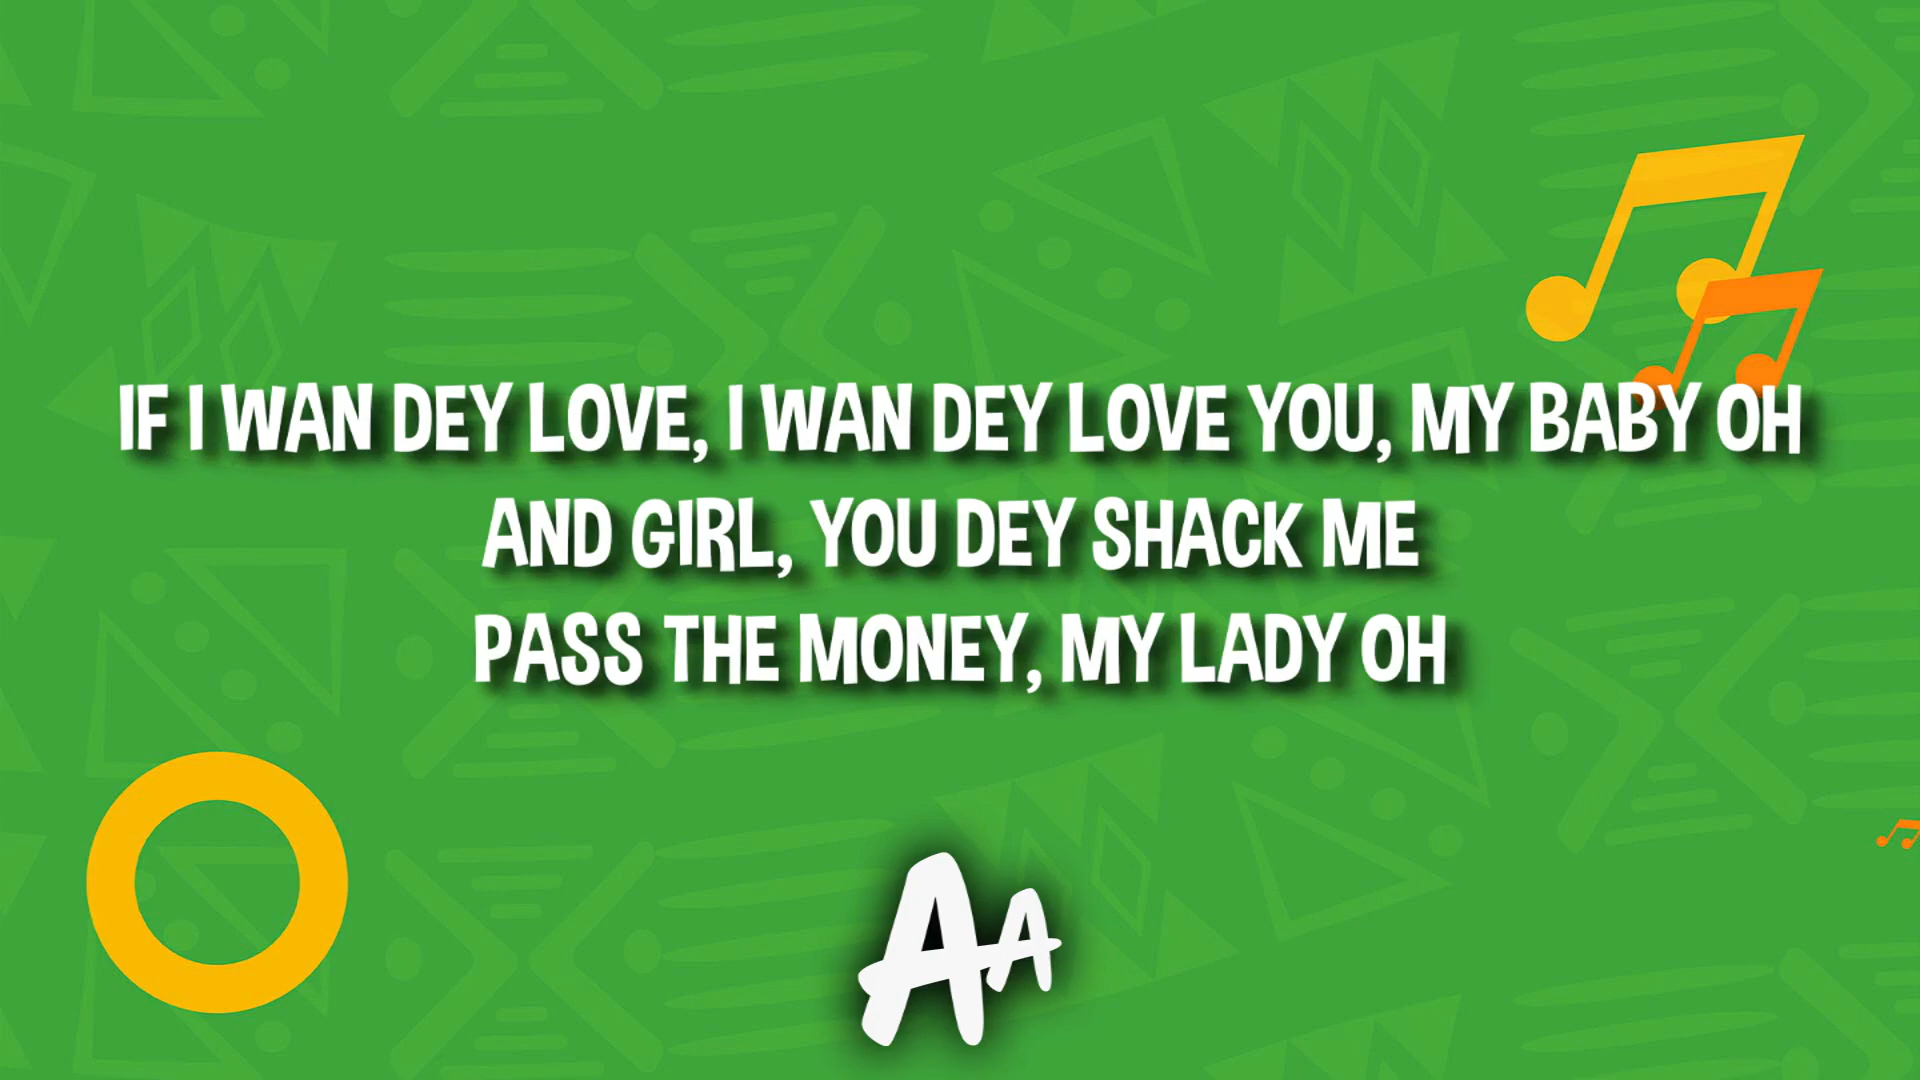 IF I WAN DEY LOVE, I WAN DEY LOVE YOU, MY BABY OH
AND GIRL, YOU DEY SHACK ME
PASS THE MONEY, MY LADY OH
AA